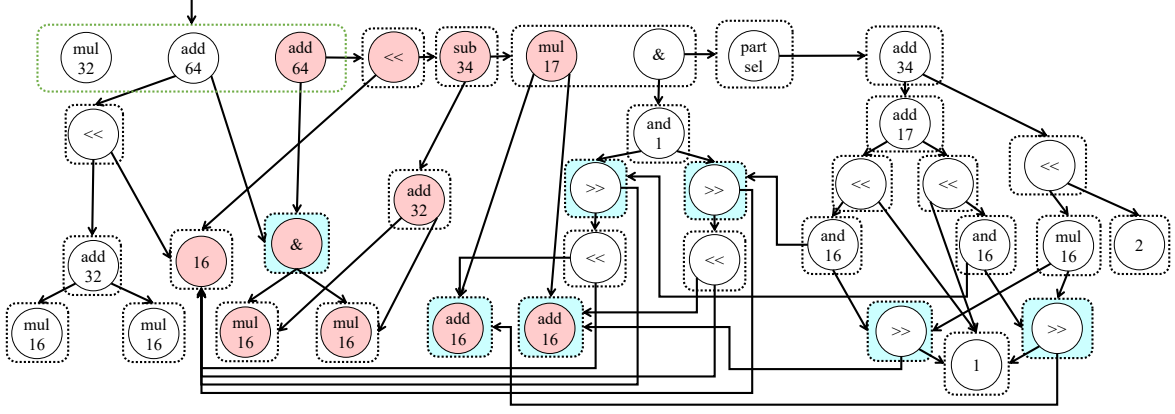 mul
32
add
64
add
64
<<
sub
34
mul
17
&
part
sel
add
34
<<
and
1
add
17
<<
>>
>>
<<
<<
add
32
add
32
16
&
<<
<<
and
16
and
16
mul
16
2
mul
16
mul
16
mul
16
mul
16
add
16
add
16
>>
>>
1